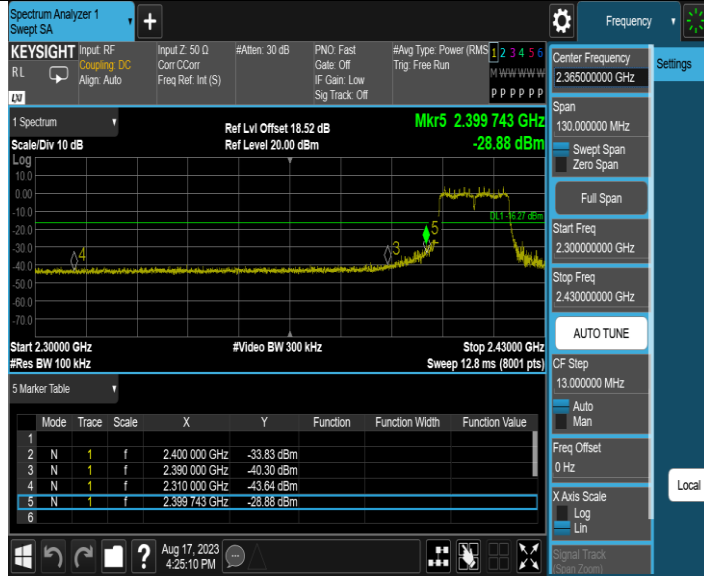 Spectrum Analyzer 1
Swept SA
Frequency
KEYSIGHT
RL
LXI
Input: RF
Coupling: DC
Align: Auto
Input Z: 50 Ω
Corr CCorr
Freq Ref: Int (S)
#Atten: 30 dB
PNO: Fast
Gate: Off
IF Gain: Low
Sig Track: Off
#Avg Type: Power (RMS
Trig: Free Run
1 2 3 4 5 6
M W W W W W
P P P P P P
1 Spectrum
Scale/Div 10 dB
Ref Lvl Offset 18.52 dB
Ref Level 20.00 dBm
Mkr5 2.399 743 GHz
-28.88 dBm
Log
10.0
0.00
-10.0
-20.0
-30.0
-40.0
-50.0
-60.0
-70.0
DL1 -16.27 dBm
5
3
4
Start 2.30000 GHz
#Res BW 100 kHz
#Video BW 300 kHz
Stop 2.43000 GHz
Sweep 12.8 ms (8001 pts)
5 Marker Table
Mode Trace Scale X Y Function Function Width Function Value
1
2 N 1 f 2.400 000 GHz -33.83 dBm
3 N 1 f 2.390 000 GHz -40.30 dBm
4 N 1 f 2.310 000 GHz -43.64 dBm
5 N 1 f 2.399 743 GHz -28.88 dBm
6
Aug 17, 2023
4:25:10 PM
Center Frequency
2.365000000 GHz
Settings
Span
130.000000 MHz
Swept Span
Zero Span
Full Span
Start Freq
2.300000000 GHz
Stop Freq
2.430000000 GHz
AUTO TUNE
CF Step
13.000000 MHz
Auto
Man
Freq Offset
0 Hz
Local
X Axis Scale
Log
Lin
Signal Track
(Span Zoom)